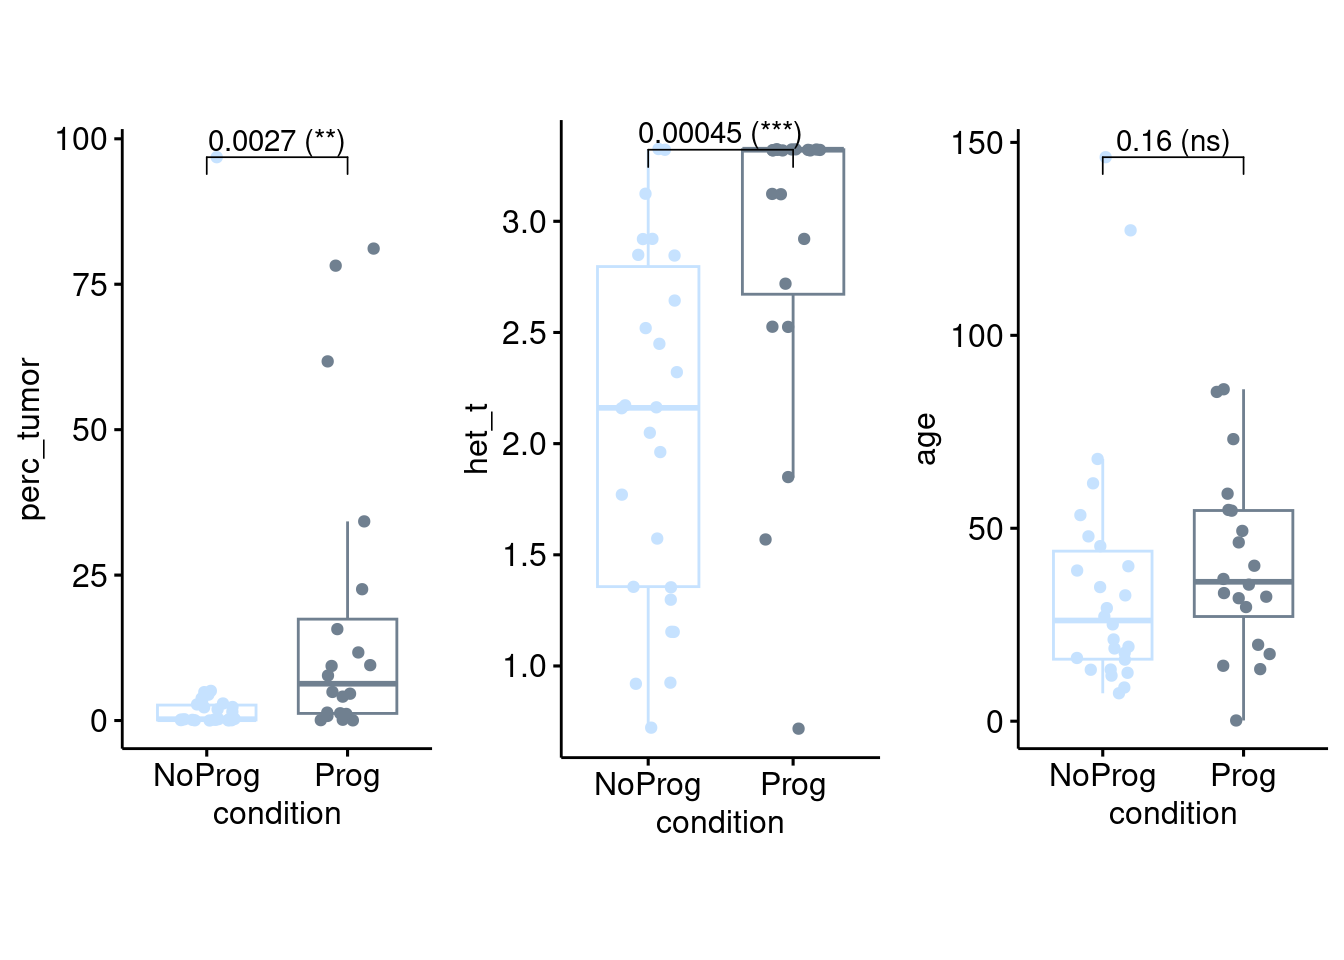 0.0027 (**)
100
75
50
25
0
perc_tumor
NoProg Prog
condition
0.00045 (***)
3.0
2.5
2.0
1.5
1.0
het_t
NoProg Prog
condition
0.16 (ns)
150
100
50
0
age
NoProg Prog
condition